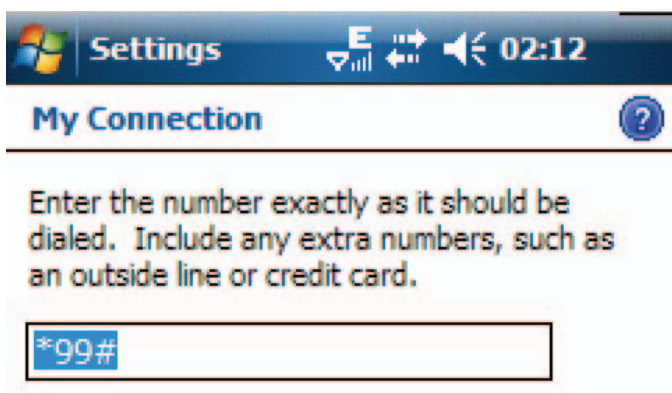 Settings E 02:12
My Connection ?
Enter the number exactly as it should be
dialed. Include any extra numbers, such as
an outside line or credit card.
*99#